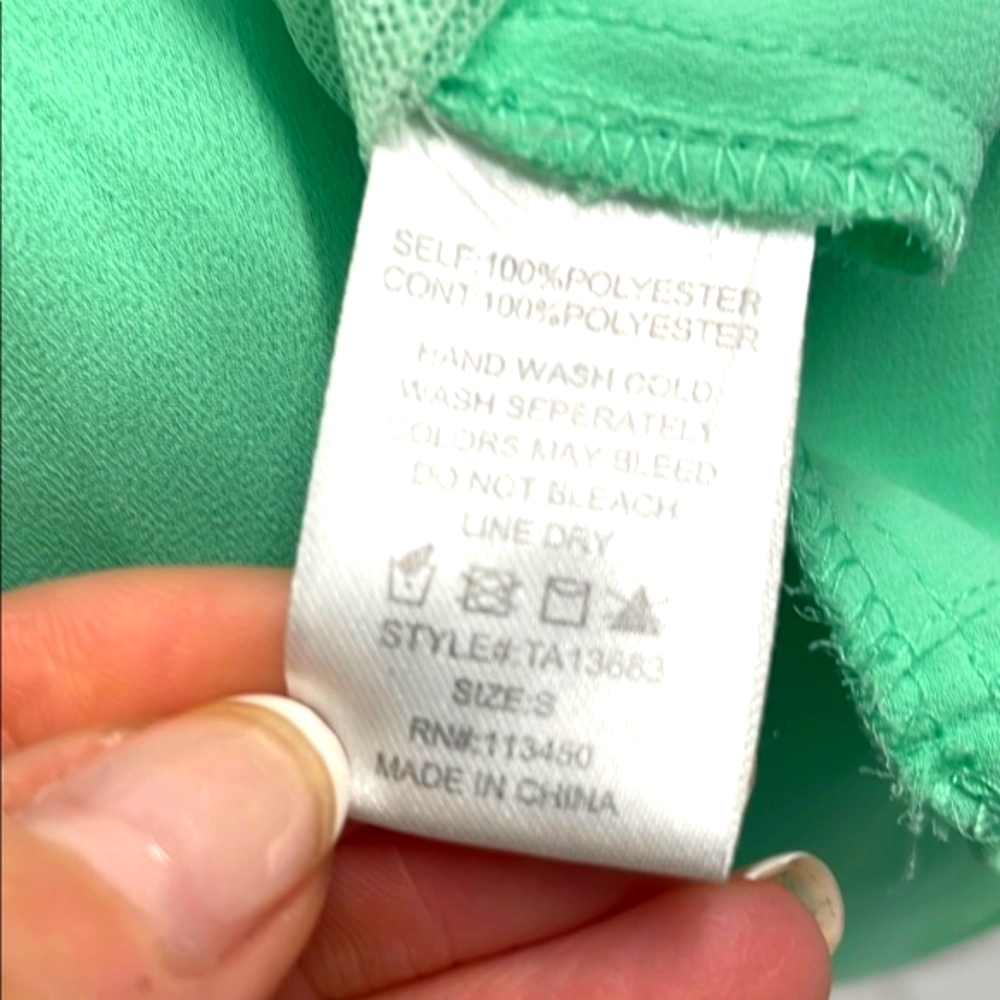 SELF:100%POLYESTER
CONT:100%POLYESTER
HAND WASH COLD
WASH SEPERATELY
COLORS MAY BLEED
DO NOT BLEACH
LINE DRY
STYLE#:TA13683
SIZE:S
RN#:113450
MADE IN CHINA